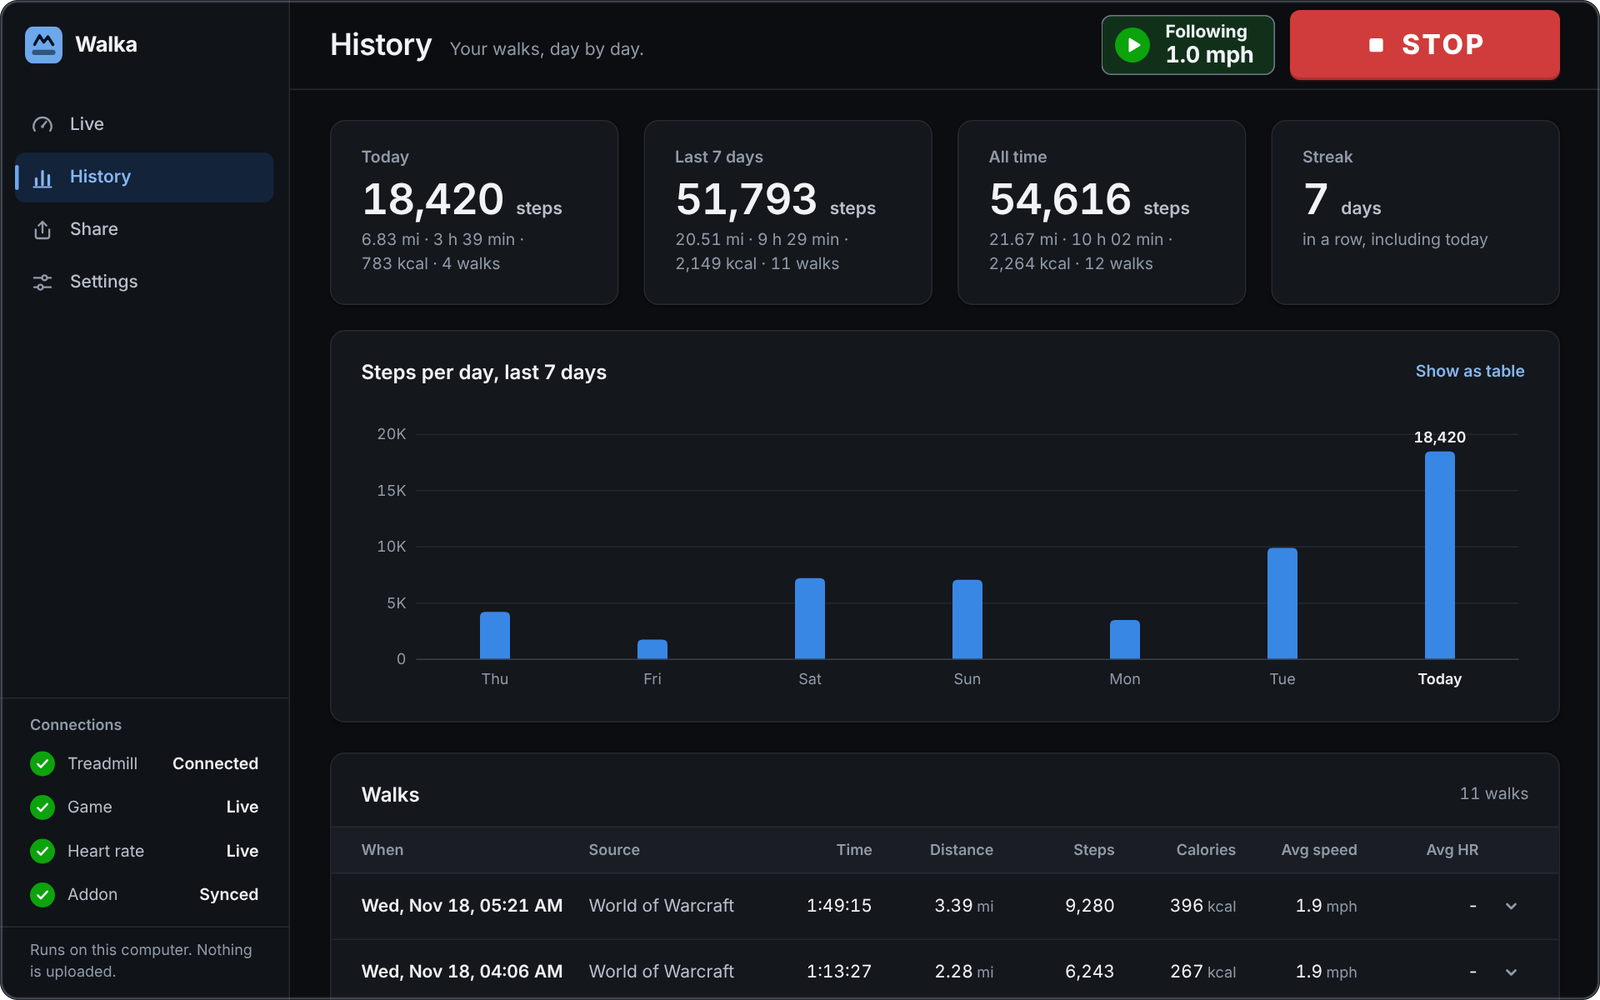 Walka
Live
History
Share
Settings
Connections
Treadmill Connected
Game Live
Heart rate Live
Addon Synced
Runs on this computer. Nothing
is uploaded.
History Your walks, day by day.
Following
1.0 mph
STOP
Today
18,420 steps
6.83 mi · 3 h 39 min ·
783 kcal · 4 walks
Last 7 days
51,793 steps
20.51 mi · 9 h 29 min ·
2,149 kcal · 11 walks
All time
54,616 steps
21.67 mi · 10 h 02 min ·
2,264 kcal · 12 walks
Streak
7 days
in a row, including today
Steps per day, last 7 days Show as table
20K
15K
10K
5K
0
18,420
Thu Fri Sat Sun Mon Tue Today
Walks 11 walks
When Source Time Distance Steps Calories Avg speed Avg HR
Wed, Nov 18, 05:21 AM World of Warcraft 1:49:15 3.39 mi 9,280 396 kcal 1.9 mph -
Wed, Nov 18, 04:06 AM World of Warcraft 1:13:27 2.28 mi 6,243 267 kcal 1.9 mph -